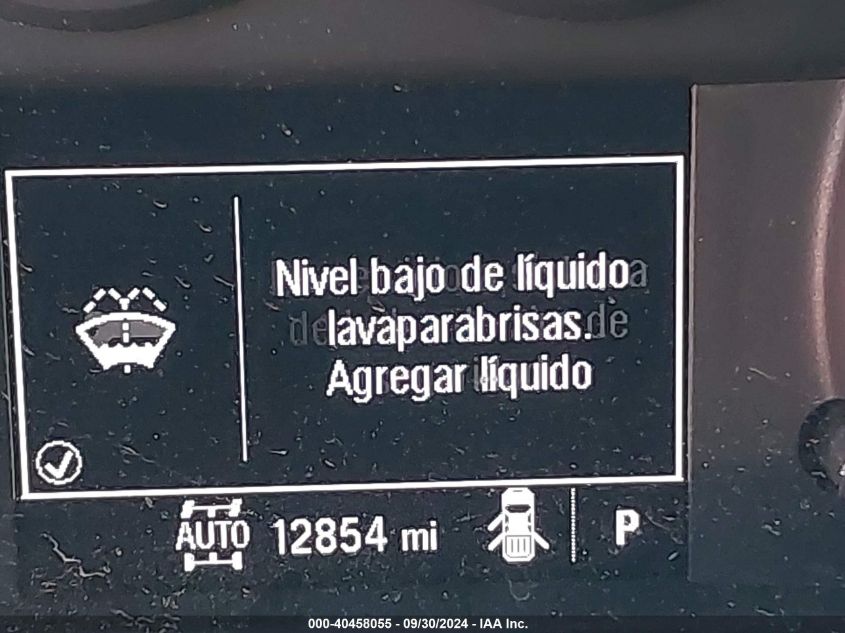 Nivel bajo de líquido
lavaparabrisas.
Agregar líquido
AUTO 12854 mi P
000-40458055 - 09/30/2024 - IAA Inc.